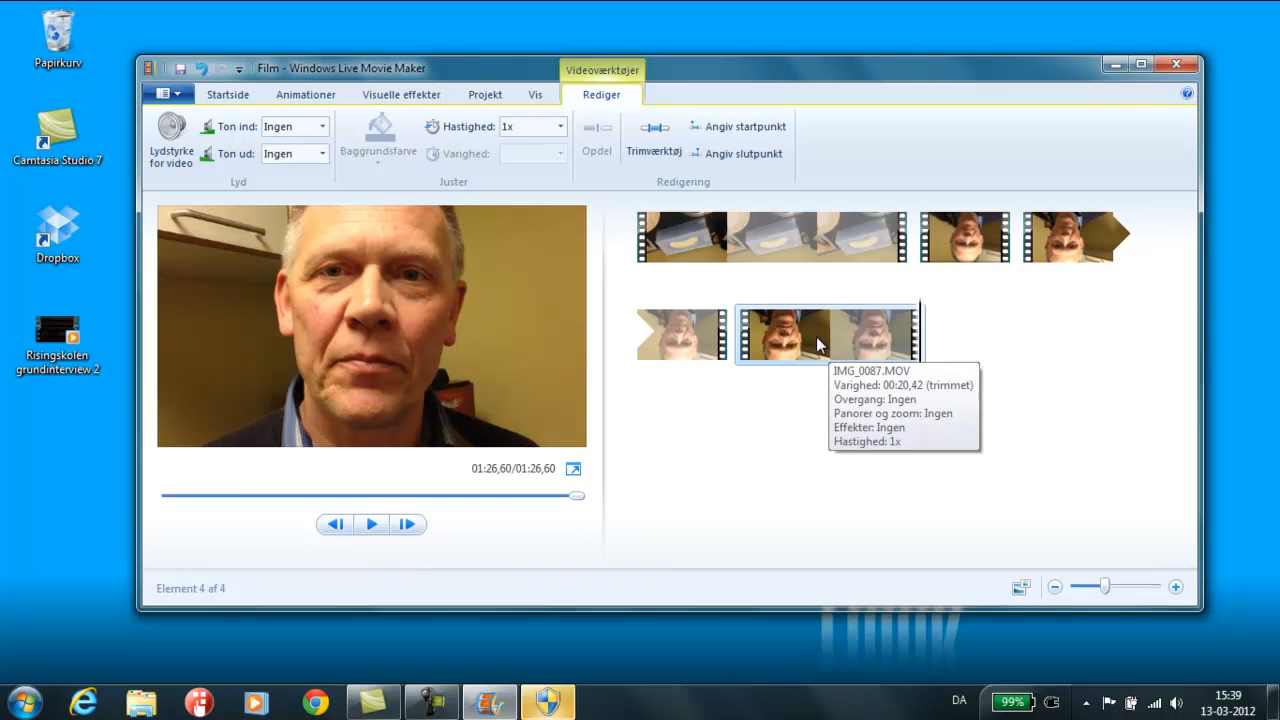 Papirkurv
Camtasia Studio 7
Dropbox
Risingskolen
grundinterview 2
Film - Windows Live Movie Maker
Videoværktøjer
Startside
Animationer
Visuelle effekter
Projekt
Vis
Rediger
Lydstyrke
for video
Ton ind:
Ingen
Ton ud:
Ingen
Lyd
Baggrundsfarve
Hastighed:
1x
Varighed:
Juster
Opdel
Trimværktøj
Angiv startpunkt
Angiv slutpunkt
Redigering
IMG_0087.MOV
Varighed: 00:20,42 (trimmet)
Overgang: Ingen
Panorer og zoom: Ingen
Effekter: Ingen
Hastighed: 1x
01:26,60/01:26,60
Element 4 af 4
DA
99%
15:39
13-03-2012